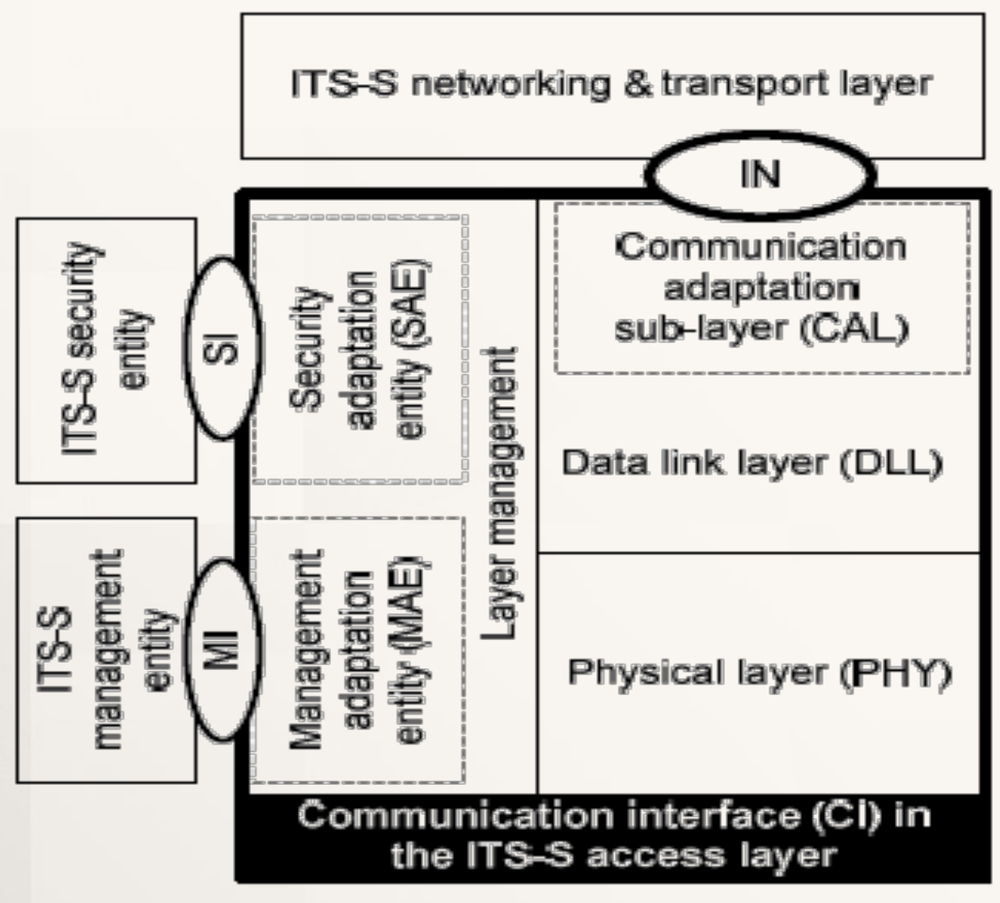 ITS-S networking & transport layer
IN
ITS-S security
entity
SI
Security
adaptation
entity (SAE)
Layer management
Communication
adaptation
sub-layer (CAL)
Data link layer (DLL)
ITS-S
management
entity
MI
Management
adaptation
entity (MAE)
Physical layer (PHY)
Communication interface (CI) in
the ITS-S access layer